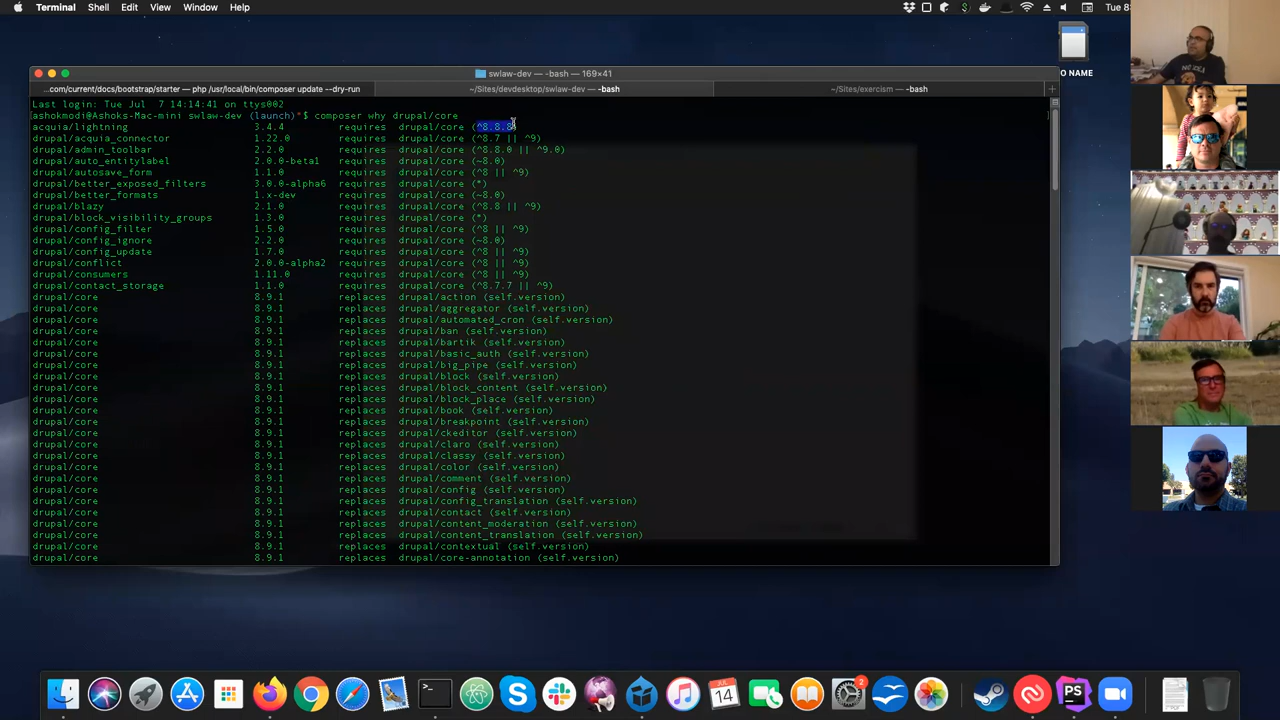 Terminal Shell Edit View Window Help
Tue 8
swlaw-dev — -bash — 169×41
...com/current/docs/bootstrap/starter — php /usr/local/bin/composer update --dry-run
~/Sites/devdesktop/swlaw-dev — -bash
~/Sites/exercism — -bash
Last login: Tue Jul  7 14:14:41 on ttys002
[ashokmodi@Ashoks-Mac-mini swlaw-dev (launch)*$ composer why drupal/core
acquia/lightning 3.4.4 requires drupal/core (^8.8.8)
drupal/acquia_connector 1.22.0 requires drupal/core (^8.7 || ^9)
drupal/admin_toolbar 2.2.0 requires drupal/core (^8.8.0 || ^9.0)
drupal/auto_entitylabel 2.0.0-beta1 requires drupal/core (~8.0)
drupal/autosave_form 1.1.0 requires drupal/core (^8 || ^9)
drupal/better_exposed_filters 3.0.0-alpha6 requires drupal/core (*)
drupal/better_formats 1.x-dev requires drupal/core (~8.0)
drupal/blazy 2.1.0 requires drupal/core (^8.8 || ^9)
drupal/block_visibility_groups 1.3.0 requires drupal/core (*)
drupal/config_filter 1.5.0 requires drupal/core (^8 || ^9)
drupal/config_ignore 2.2.0 requires drupal/core (~8.0)
drupal/config_update 1.7.0 requires drupal/core (^8 || ^9)
drupal/conflict 2.0.0-alpha2 requires drupal/core (^8 || ^9)
drupal/consumers 1.11.0 requires drupal/core (^8 || ^9)
drupal/contact_storage 1.1.0 requires drupal/core (^8.7.7 || ^9)
drupal/core 8.9.1 replaces drupal/action (self.version)
drupal/core 8.9.1 replaces drupal/aggregator (self.version)
drupal/core 8.9.1 replaces drupal/automated_cron (self.version)
drupal/core 8.9.1 replaces drupal/ban (self.version)
drupal/core 8.9.1 replaces drupal/bartik (self.version)
drupal/core 8.9.1 replaces drupal/basic_auth (self.version)
drupal/core 8.9.1 replaces drupal/big_pipe (self.version)
drupal/core 8.9.1 replaces drupal/block (self.version)
drupal/core 8.9.1 replaces drupal/block_content (self.version)
drupal/core 8.9.1 replaces drupal/block_place (self.version)
drupal/core 8.9.1 replaces drupal/book (self.version)
drupal/core 8.9.1 replaces drupal/breakpoint (self.version)
drupal/core 8.9.1 replaces drupal/ckeditor (self.version)
drupal/core 8.9.1 replaces drupal/claro (self.version)
drupal/core 8.9.1 replaces drupal/classy (self.version)
drupal/core 8.9.1 replaces drupal/color (self.version)
drupal/core 8.9.1 replaces drupal/comment (self.version)
drupal/core 8.9.1 replaces drupal/config (self.version)
drupal/core 8.9.1 replaces drupal/config_translation (self.version)
drupal/core 8.9.1 replaces drupal/contact (self.version)
drupal/core 8.9.1 replaces drupal/content_moderation (self.version)
drupal/core 8.9.1 replaces drupal/content_translation (self.version)
drupal/core 8.9.1 replaces drupal/contextual (self.version)
drupal/core 8.9.1 replaces drupal/core-annotation (self.version)
O NAME
JUL
14
2
PS